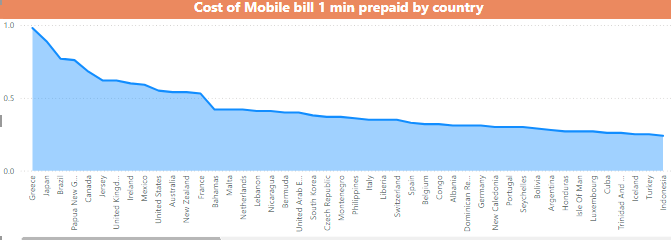 Cost of Mobile bill 1 min prepaid by country
1.0
0.5
0.0
Greece
Japan
Brazil
Papua New G...
Canada
Jersey
United Kingd...
Ireland
Mexico
United States
Australia
New Zealand
France
Bahamas
Malta
Netherlands
Lebanon
Nicaragua
Bermuda
United Arab E...
South Korea
Czech Republic
Montenegro
Philippines
Italy
Liberia
Switzerland
Spain
Belgium
Congo
Albania
Dominican Re...
Germany
New Caledonia
Portugal
Seychelles
Bolivia
Argentina
Honduras
Isle Of Man
Luxembourg
Cuba
Trinidad And ...
Iceland
Turkey
Indonesia